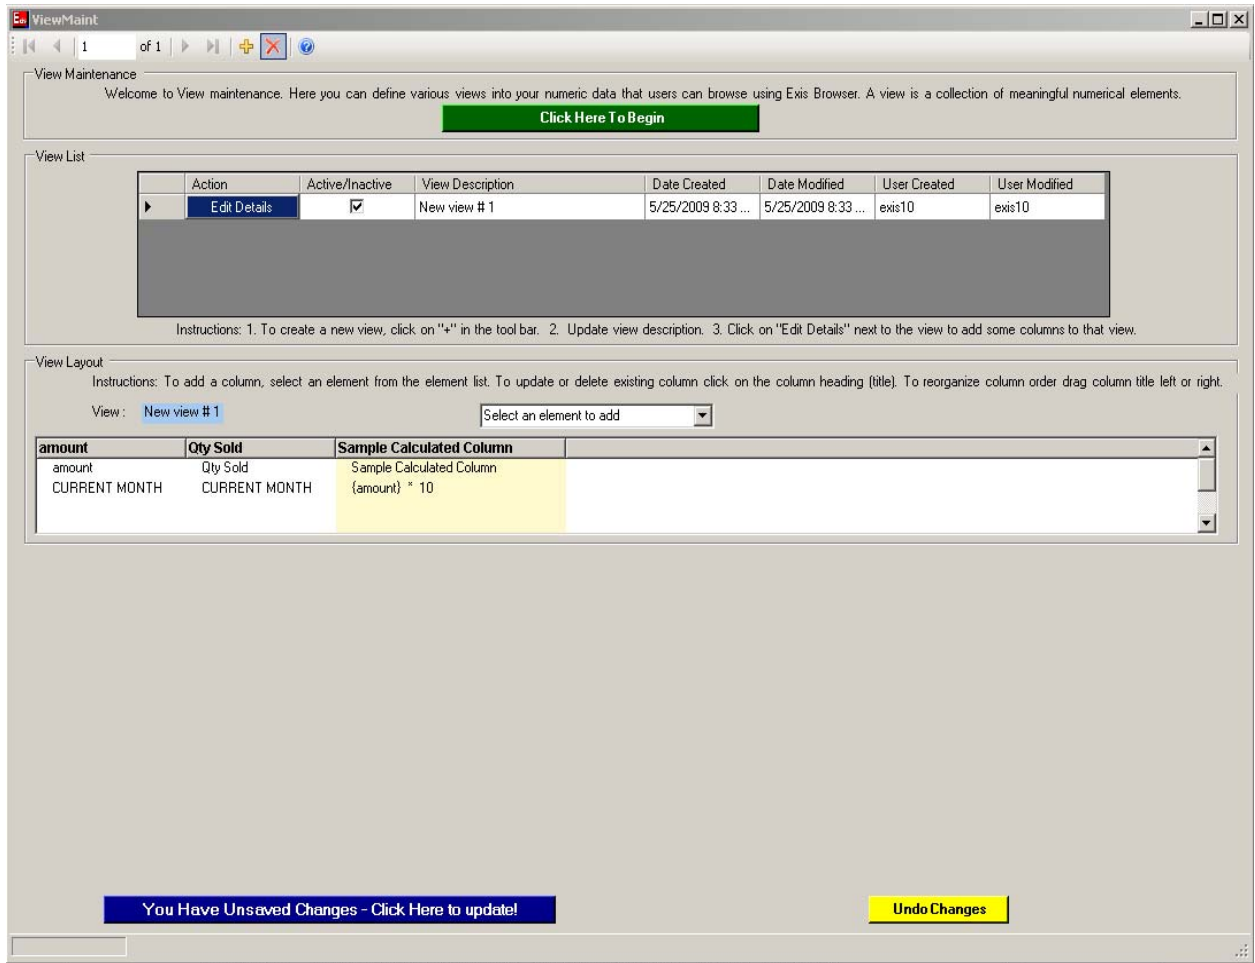 Exis ViewMaint
1 of 1
View Maintenance
Welcome to View maintenance. Here you can define various views into your numeric data that users can browse using Exis Browser. A view is a collection of meaningful numerical elements.
Click Here To Begin
View List
Action Active/Inactive View Description Date Created Date Modified User Created User Modified
Edit Details New view # 1 5/25/2009 8:33 ... 5/25/2009 8:33 ... exis10 exis10
Instructions: 1. To create a new view, click on "+" in the tool bar. 2. Update view description. 3. Click on "Edit Details" next to the view to add some columns to that view.
View Layout
Instructions: To add a column, select an element from the element list. To update or delete existing column click on the column heading (title). To reorganize column order drag column title left or right.
View : New view # 1 Select an element to add
amount Qty Sold Sample Calculated Column
amount Qty Sold Sample Calculated Column
CURRENT MONTH CURRENT MONTH {amount} * 10
You Have Unsaved Changes - Click Here to update!
Undo Changes